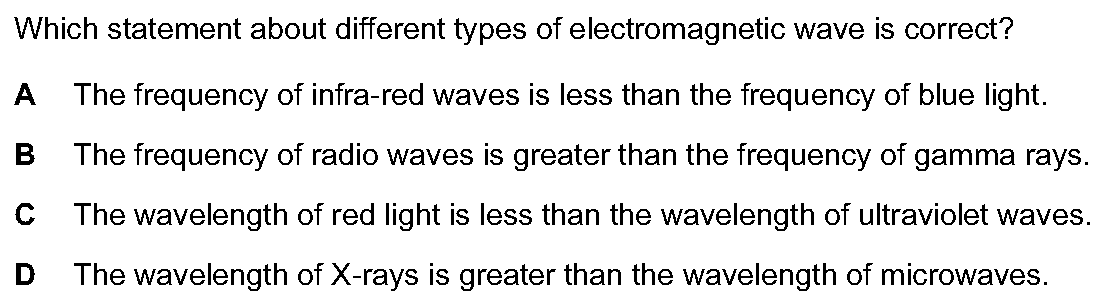 Which statement about different types of electromagnetic wave is correct?
A The frequency of infra-red waves is less than the frequency of blue light.
B The frequency of radio waves is greater than the frequency of gamma rays.
C The wavelength of red light is less than the wavelength of ultraviolet waves.
D The wavelength of X-rays is greater than the wavelength of microwaves.